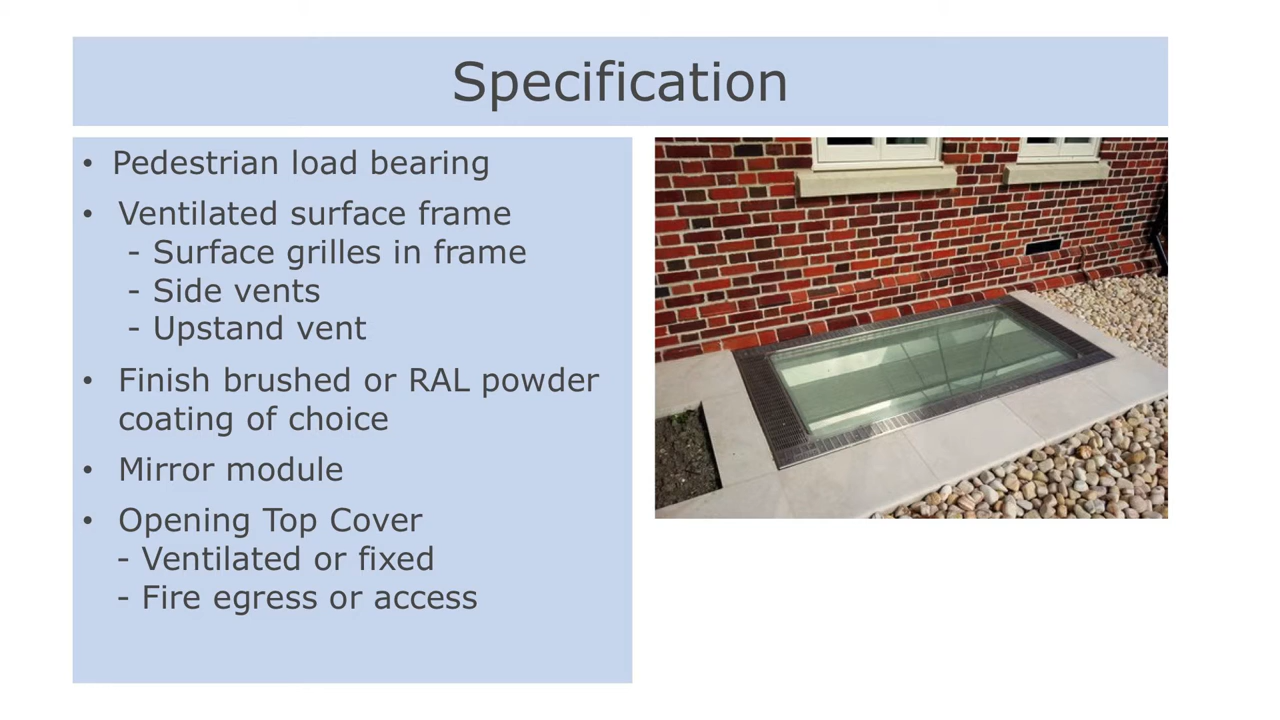 Specification
• Pedestrian load bearing
• Ventilated surface frame
- Surface grilles in frame
- Side vents
- Upstand vent
• Finish brushed or RAL powder
coating of choice
• Mirror module
• Opening Top Cover
- Ventilated or fixed
- Fire egress or access